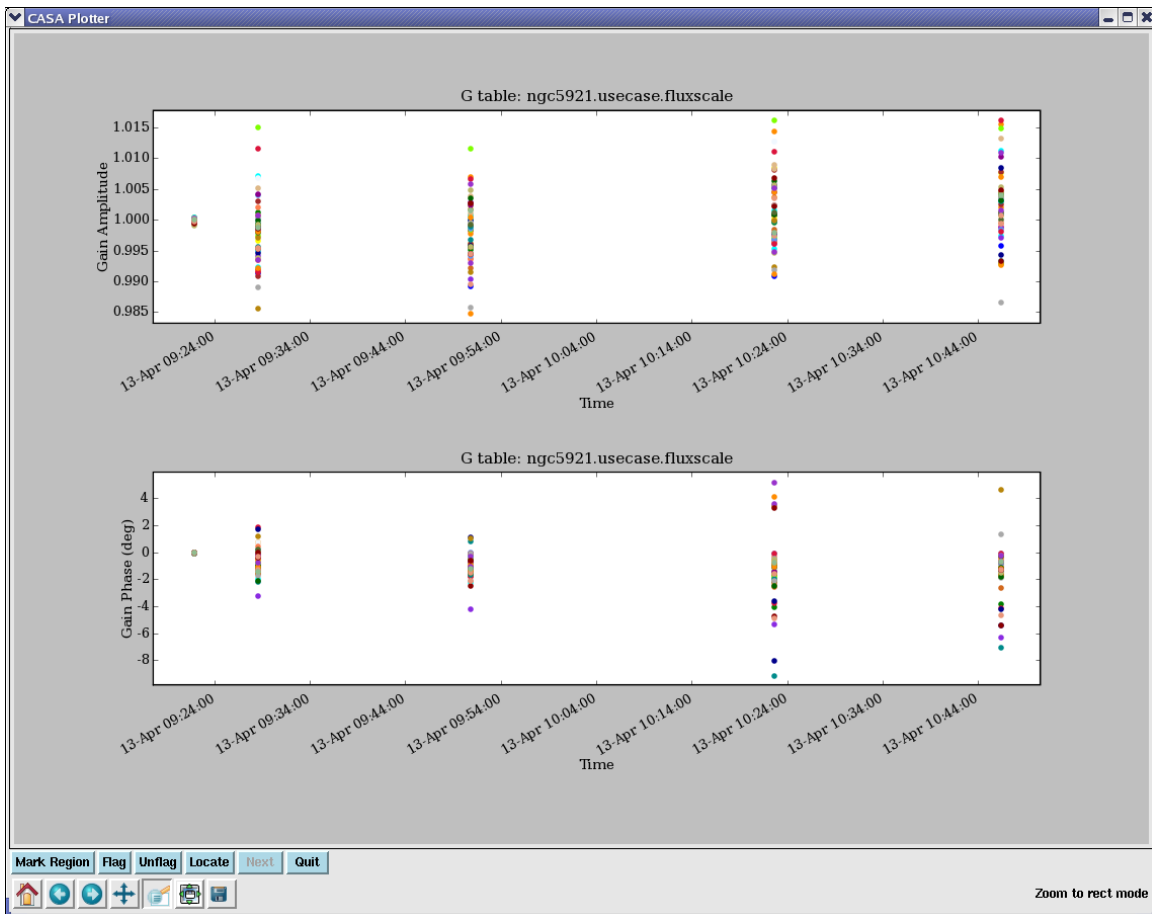 CASA Plotter
G table: ngc5921.usecase.fluxscale
Gain Amplitude
1.015
1.010
1.005
1.000
0.995
0.990
0.985
13-Apr 09:24:00
13-Apr 09:34:00
13-Apr 09:44:00
13-Apr 09:54:00
13-Apr 10:04:00
13-Apr 10:14:00
13-Apr 10:24:00
13-Apr 10:34:00
13-Apr 10:44:00
Time
G table: ngc5921.usecase.fluxscale
Gain Phase (deg)
4
2
0
-2
-4
-6
-8
13-Apr 09:24:00
13-Apr 09:34:00
13-Apr 09:44:00
13-Apr 09:54:00
13-Apr 10:04:00
13-Apr 10:14:00
13-Apr 10:24:00
13-Apr 10:34:00
13-Apr 10:44:00
Time
Mark Region Flag Unflag Locate Next Quit
Zoom to rect mode